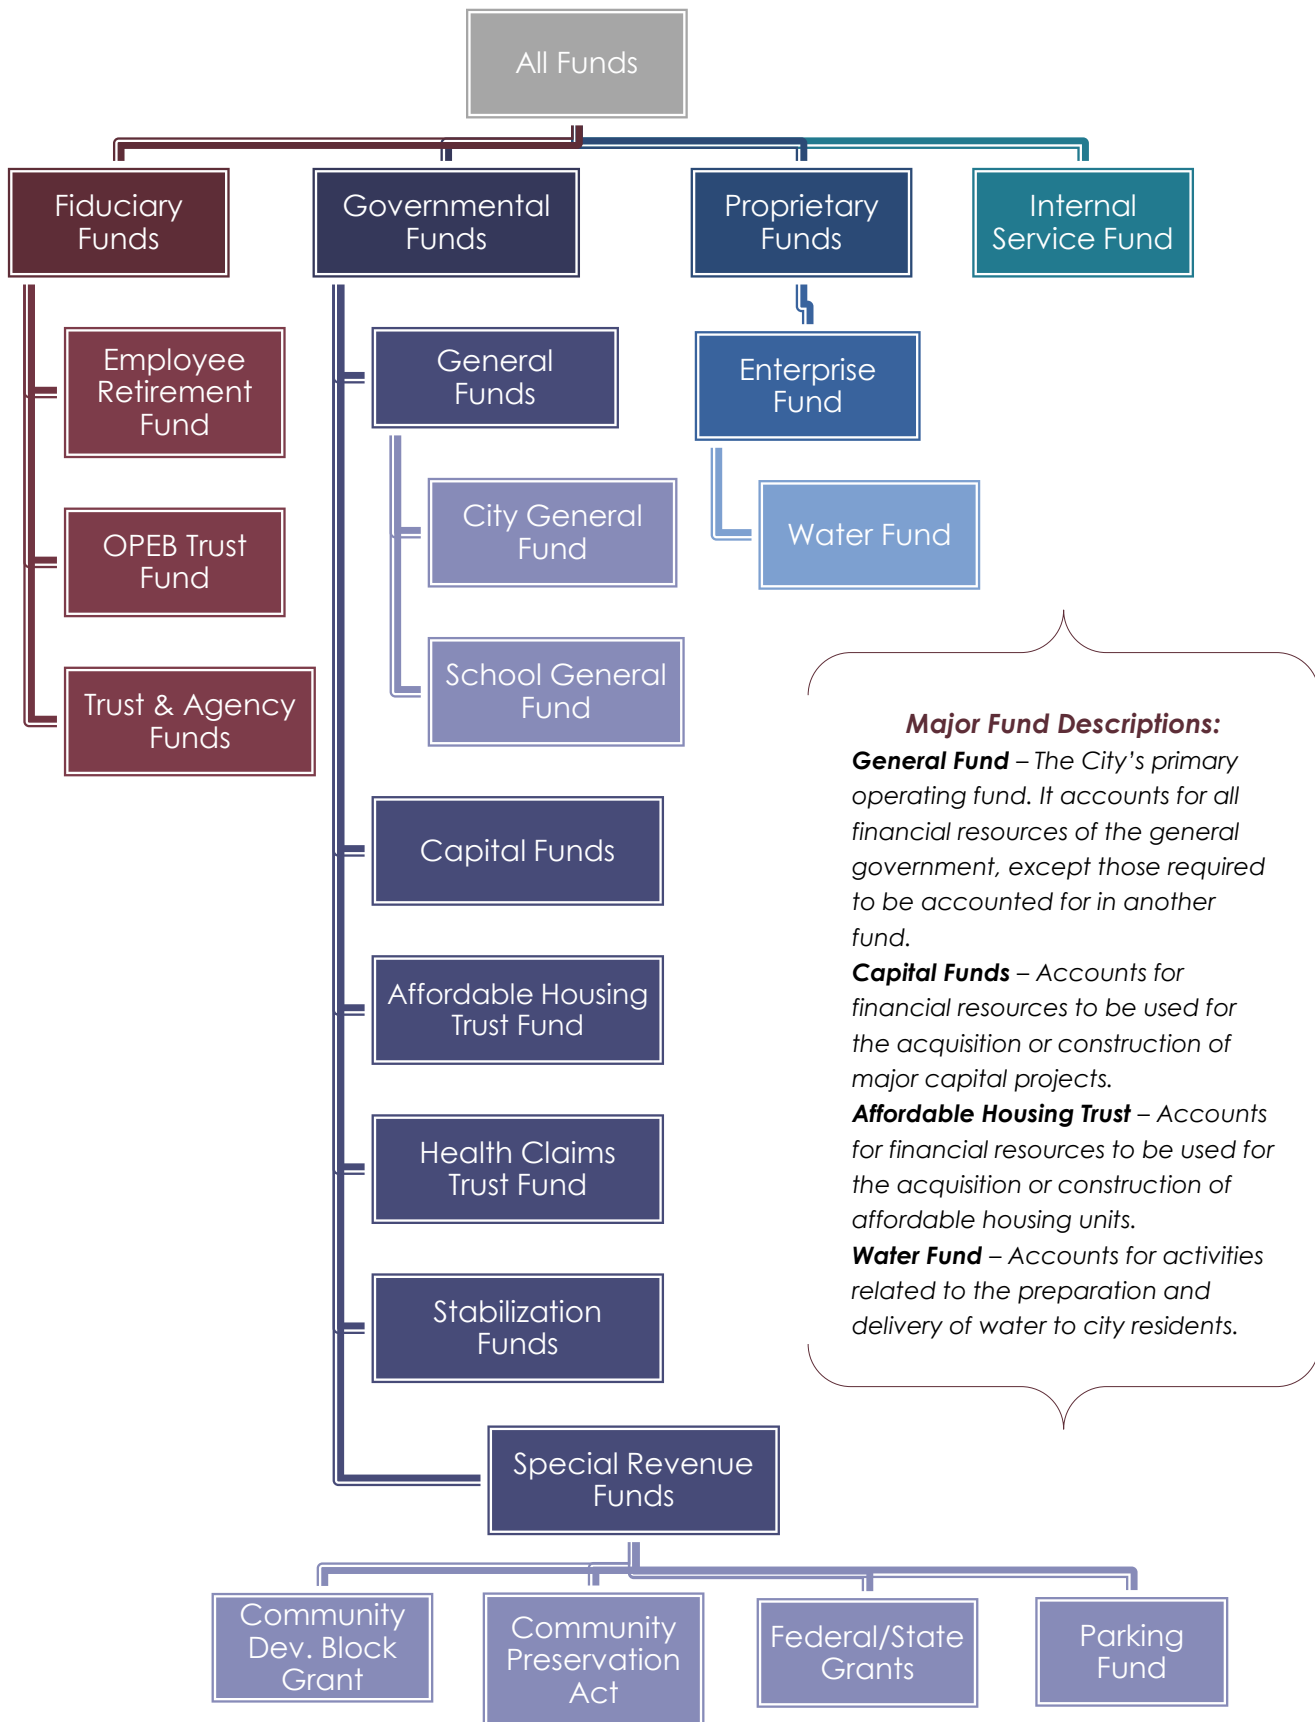 All Funds
Fiduciary
Funds
Governmental
Funds
Proprietary
Funds
Internal
Service Fund
Employee
Retirement
Fund
OPEB Trust
Fund
Trust & Agency
Funds
General
Funds
City General
Fund
School General
Fund
Capital Funds
Affordable Housing
Trust Fund
Health Claims
Trust Fund
Stabilization
Funds
Special Revenue
Funds
Community
Dev. Block
Grant
Community
Preservation
Act
Federal/State
Grants
Parking
Fund
Enterprise
Fund
Water Fund
Major Fund Descriptions:
General Fund – The City’s primary
operating fund. It accounts for all
financial resources of the general
government, except those required
to be accounted for in another
fund.
Capital Funds – Accounts for
financial resources to be used for
the acquisition or construction of
major capital projects.
Affordable Housing Trust – Accounts
for financial resources to be used for
the acquisition or construction of
affordable housing units.
Water Fund – Accounts for activities
related to the preparation and
delivery of water to city residents.